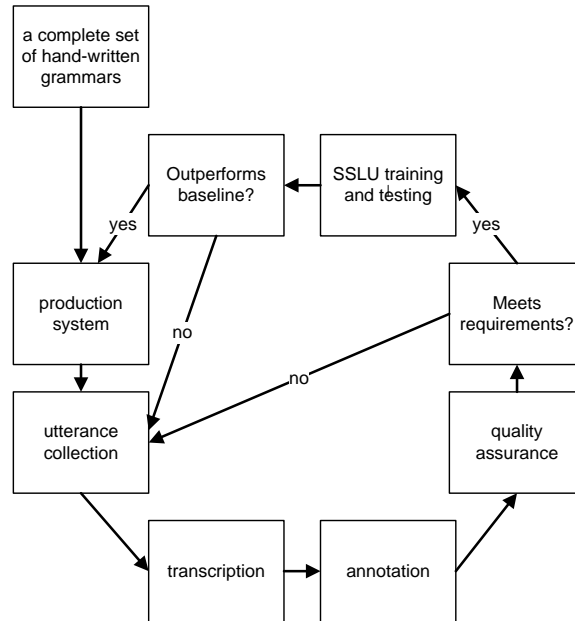 a complete set
of hand-written
grammars
Outperforms
baseline?
SSLU training
and testing
yes
yes
production
system
Meets
requirements?
no
no
utterance
collection
quality
assurance
transcription
annotation